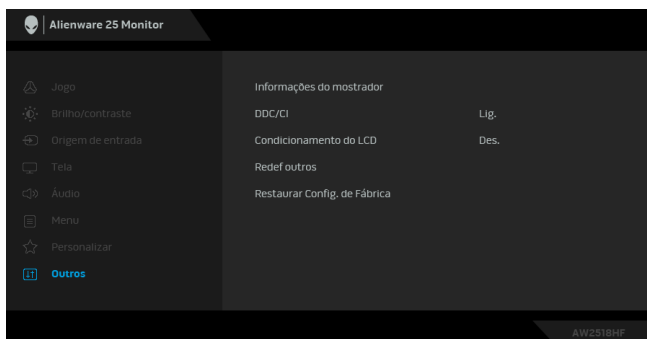 Alienware 25 Monitor
Jogo
Informações do mostrador
Brilho/contraste
DDC/CI Lig.
Origem de entrada
Condicionamento do LCD Des.
Tela
Redef outros
Áudio
Restaurar Config. de Fábrica
Menu
Personalizar
Outros
AW2518HF